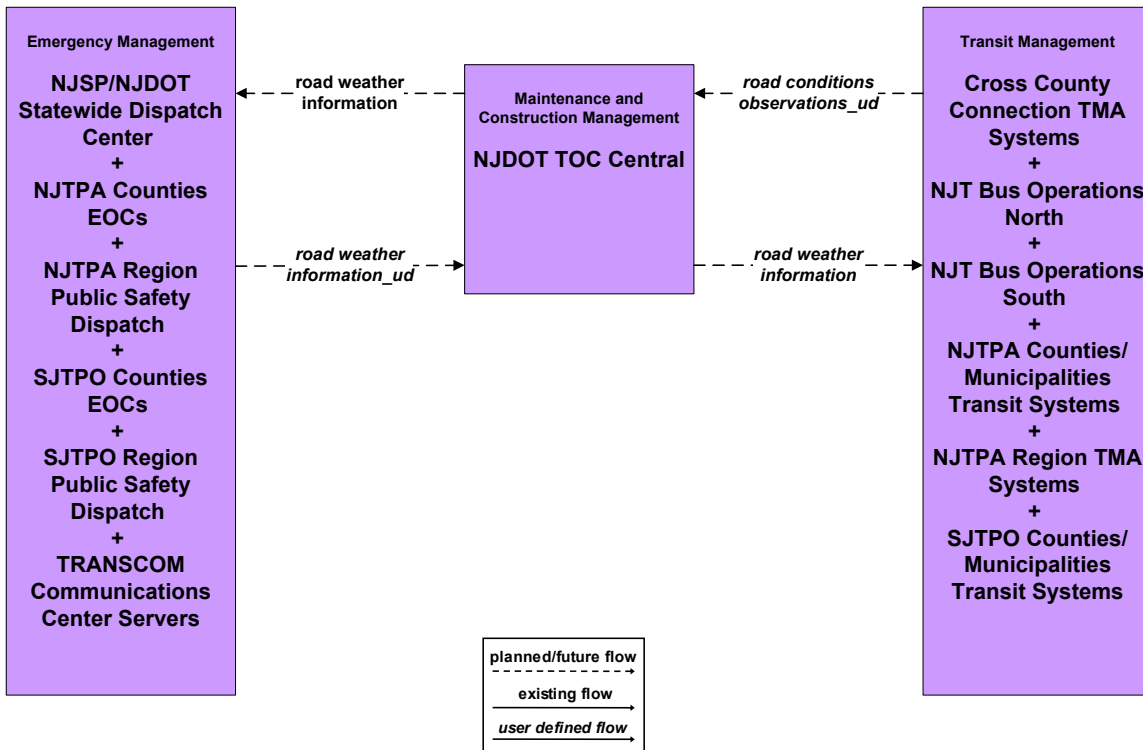 Emergency Management
NJSP/NJDOT
Statewide Dispatch
Center
+
NJTPA Counties
EOCs
+
NJTPA Region
Public Safety
Dispatch
+
SJTPO Counties
EOCs
+
SJTPO Region
Public Safety
Dispatch
+
TRANSCOM
Communications
Center Servers
road weather
information
road weather
information_ud
Maintenance and
Construction Management
NJDOT TOC Central
road conditions
observations_ud
road weather
information
Transit Management
Cross County
Connection TMA
Systems
+
NJT Bus Operations
North
+
NJT Bus Operations
South
+
NJTPA Counties/
Municipalities
Transit Systems
+
NJTPA Region TMA
Systems
+
SJTPO Counties/
Municipalities
Transit Systems
planned/future flow
existing flow
user defined flow